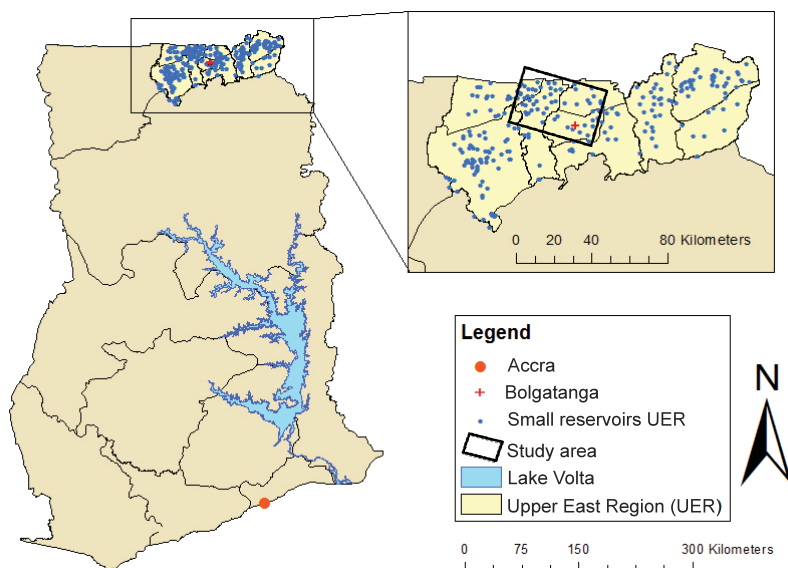 0 20 40 80 Kilometers
Legend
Accra
Bolgatanga
Small reservoirs UER
Study area
Lake Volta
Upper East Region (UER)
N
0 75 150 300 Kilometers